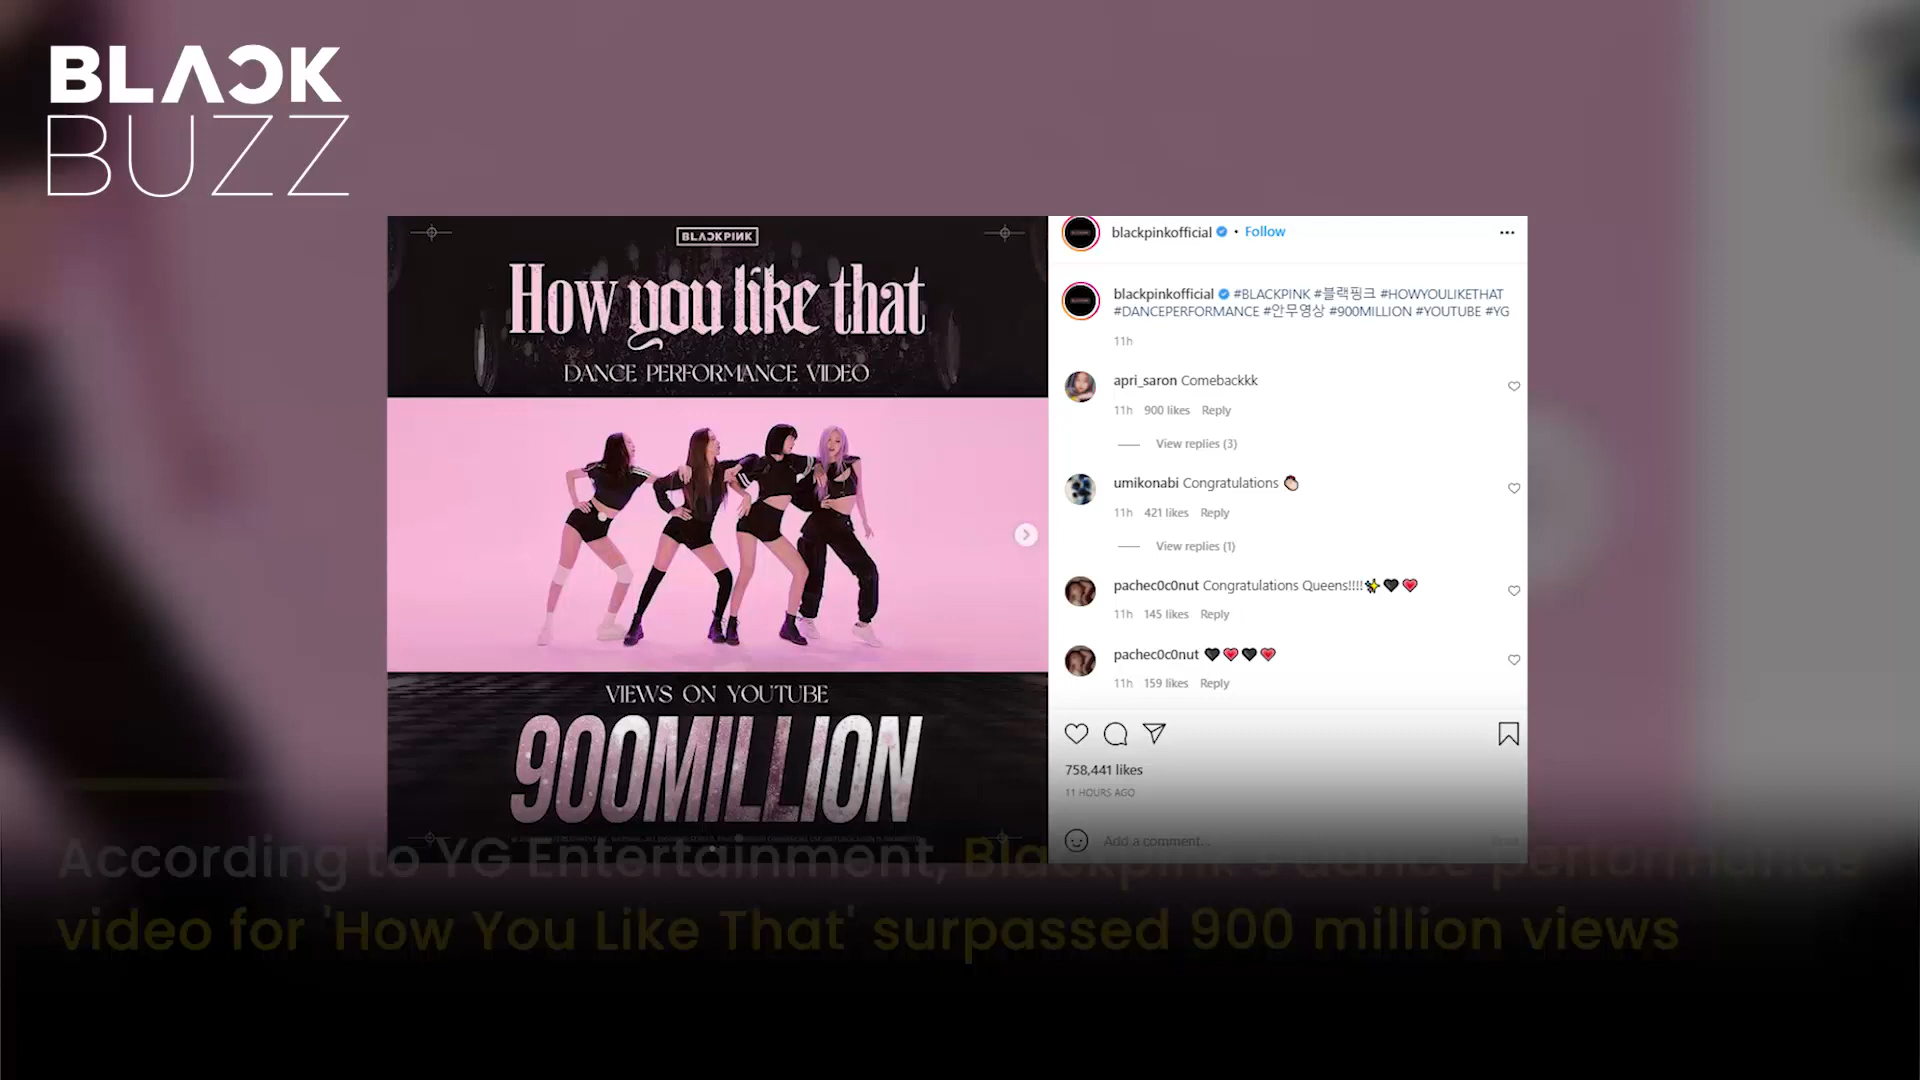 BLACK
BUZZ
BLACKPINK
How you like that
DANCE PERFORMANCE VIDEO
VIEWS ON YOUTUBE
900MILLION
blackpinkofficial • Follow
blackpinkofficial #BLACKPINK #블랙핑크 #HOWYOULIKETHAT
#DANCEPERFORMANCE #안무영상 #900MILLION #YOUTUBE #YG
11h
apri_saron Comebackkk
11h 900 likes Reply
View replies (3)
umikonabi Congratulations
11h 421 likes Reply
View replies (1)
pachec0c0nut Congratulations Queens!!!!✨🖤❤️
11h 145 likes Reply
pachec0c0nut 🖤❤️🖤❤️
11h 159 likes Reply
758,441 likes
11 HOURS AGO
Add a comment...
According to YG Entertainment, Blackpink's dance performance
video for 'How You Like That' surpassed 900 million views